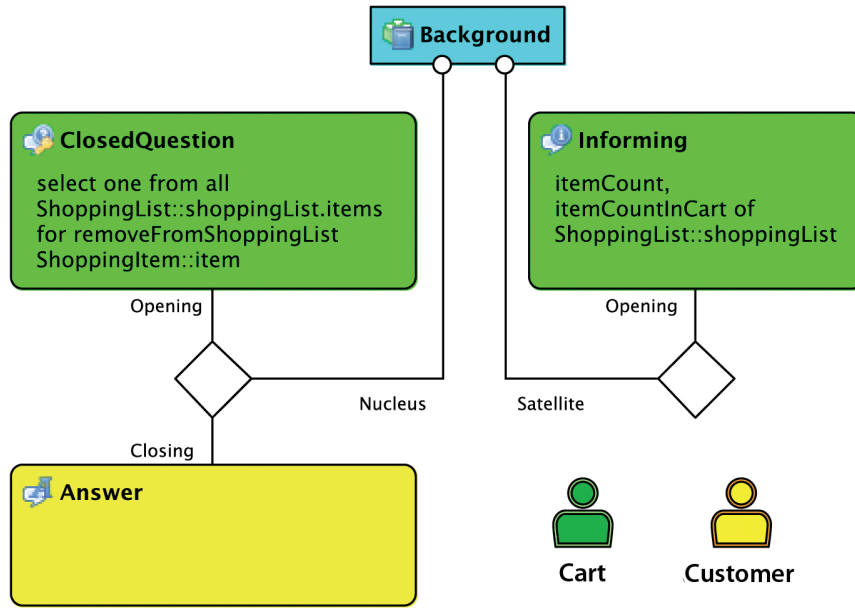 Background
ClosedQuestion
select one from all
ShoppingList::shoppingList.items
for removeFromShoppingList
ShoppingItem::item
Informing
itemCount,
itemCountInCart of
ShoppingList::shoppingList
Opening
Opening
Nucleus
Satellite
Closing
Answer
Cart
Customer